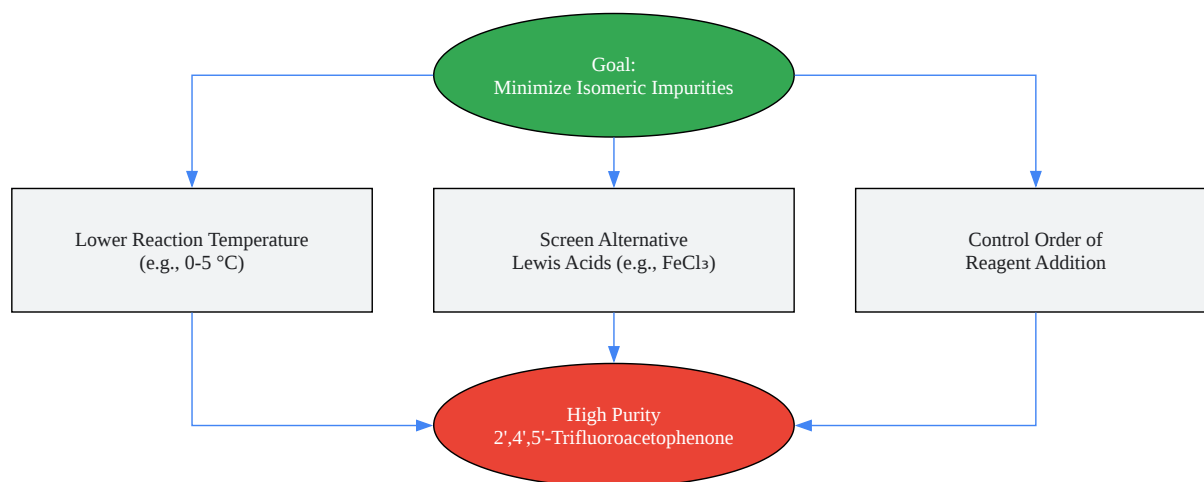 Goal:
Minimize Isomeric Impurities
Lower Reaction Temperature
(e.g., 0-5 °C)
Screen Alternative
Lewis Acids (e.g., FeCl₃)
Control Order of
Reagent Addition
High Purity
2',4',5'-Trifluoroacetophenone